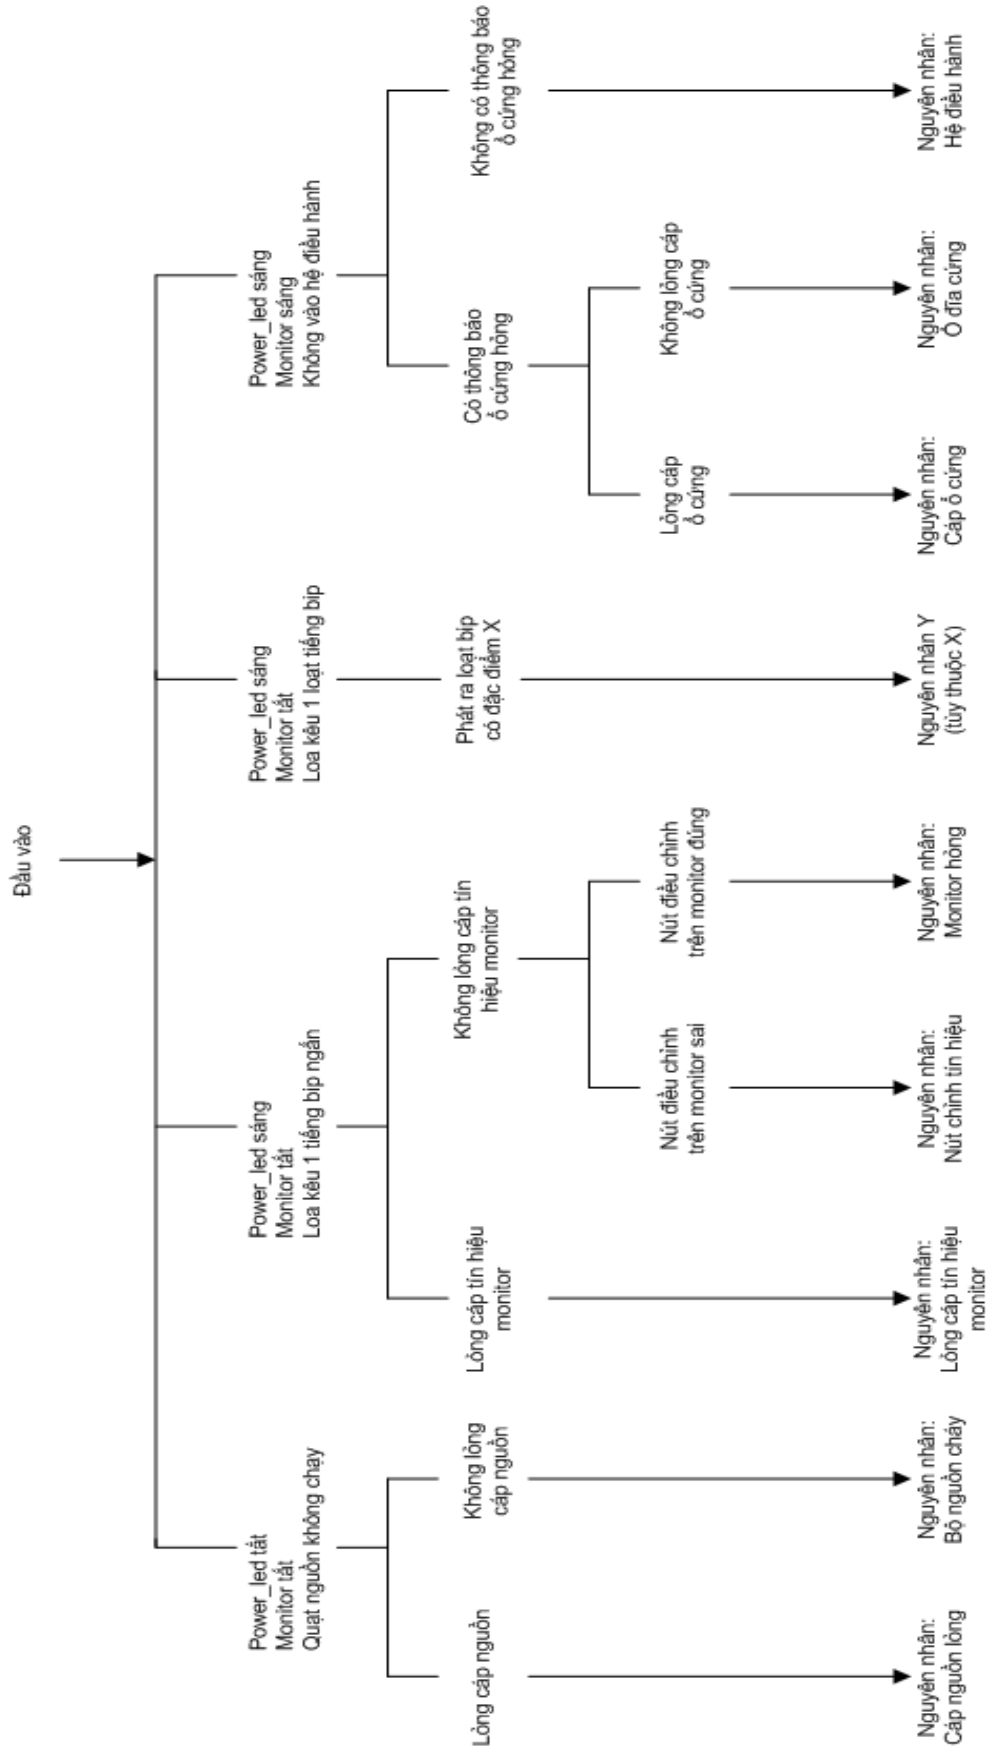 Đầu vào
Power_led tắt
Monitor tắt
Quạt nguồn không chạy
Power_led sáng
Monitor tắt
Loa kêu 1 tiếng bip ngắn
Power_led sáng
Monitor tắt
Loa kêu 1 loạt tiếng bip
Power_led sáng
Monitor sáng
Không vào hệ điều hành
Lỏng cáp nguồn
Không lỏng
cáp nguồn
Lỏng cáp tín hiệu
monitor
Không lỏng cáp tín
hiệu monitor
Phát ra loạt bip
có đặc điểm X
Có thông báo
ổ cứng hỏng
Không có thông báo
ổ cứng hỏng
Nút điều chỉnh
trên monitor sai
Nút điều chỉnh
trên monitor đúng
Lỏng cáp
ổ cứng
Không lỏng cáp
ổ cứng
Nguyên nhân:
Cáp nguồn lỏng
Nguyên nhân:
Bộ nguồn cháy
Nguyên nhân:
Lỏng cáp tín hiệu
monitor
Nguyên nhân:
Nút chỉnh tín hiệu
Nguyên nhân:
Monitor hỏng
Nguyên nhân Y
(tùy thuộc X)
Nguyên nhân:
Cáp ổ cứng
Nguyên nhân:
Ổ đĩa cứng
Nguyên nhân:
Hệ điều hành